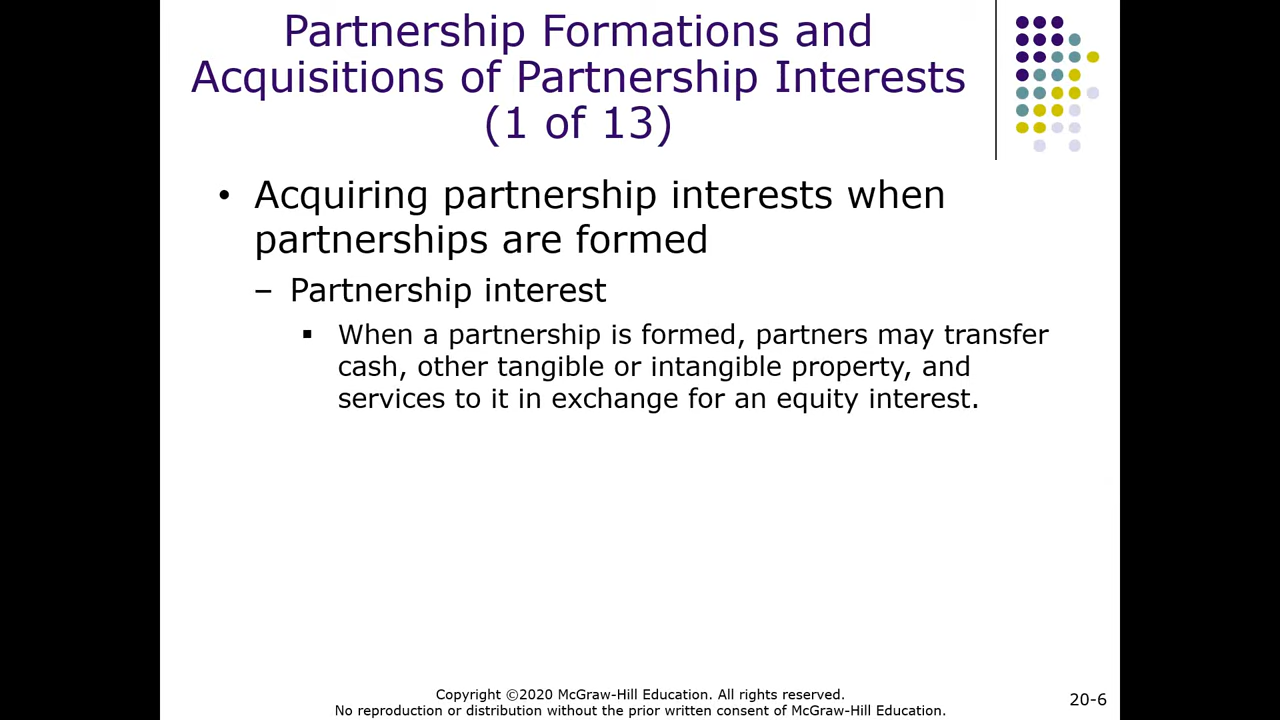 Partnership Formations and
Acquisitions of Partnership Interests
(1 of 13)
• Acquiring partnership interests when
partnerships are formed
– Partnership interest
▪ When a partnership is formed, partners may transfer
cash, other tangible or intangible property, and
services to it in exchange for an equity interest.
Copyright ©2020 McGraw-Hill Education. All rights reserved.
No reproduction or distribution without the prior written consent of McGraw-Hill Education.
20-6